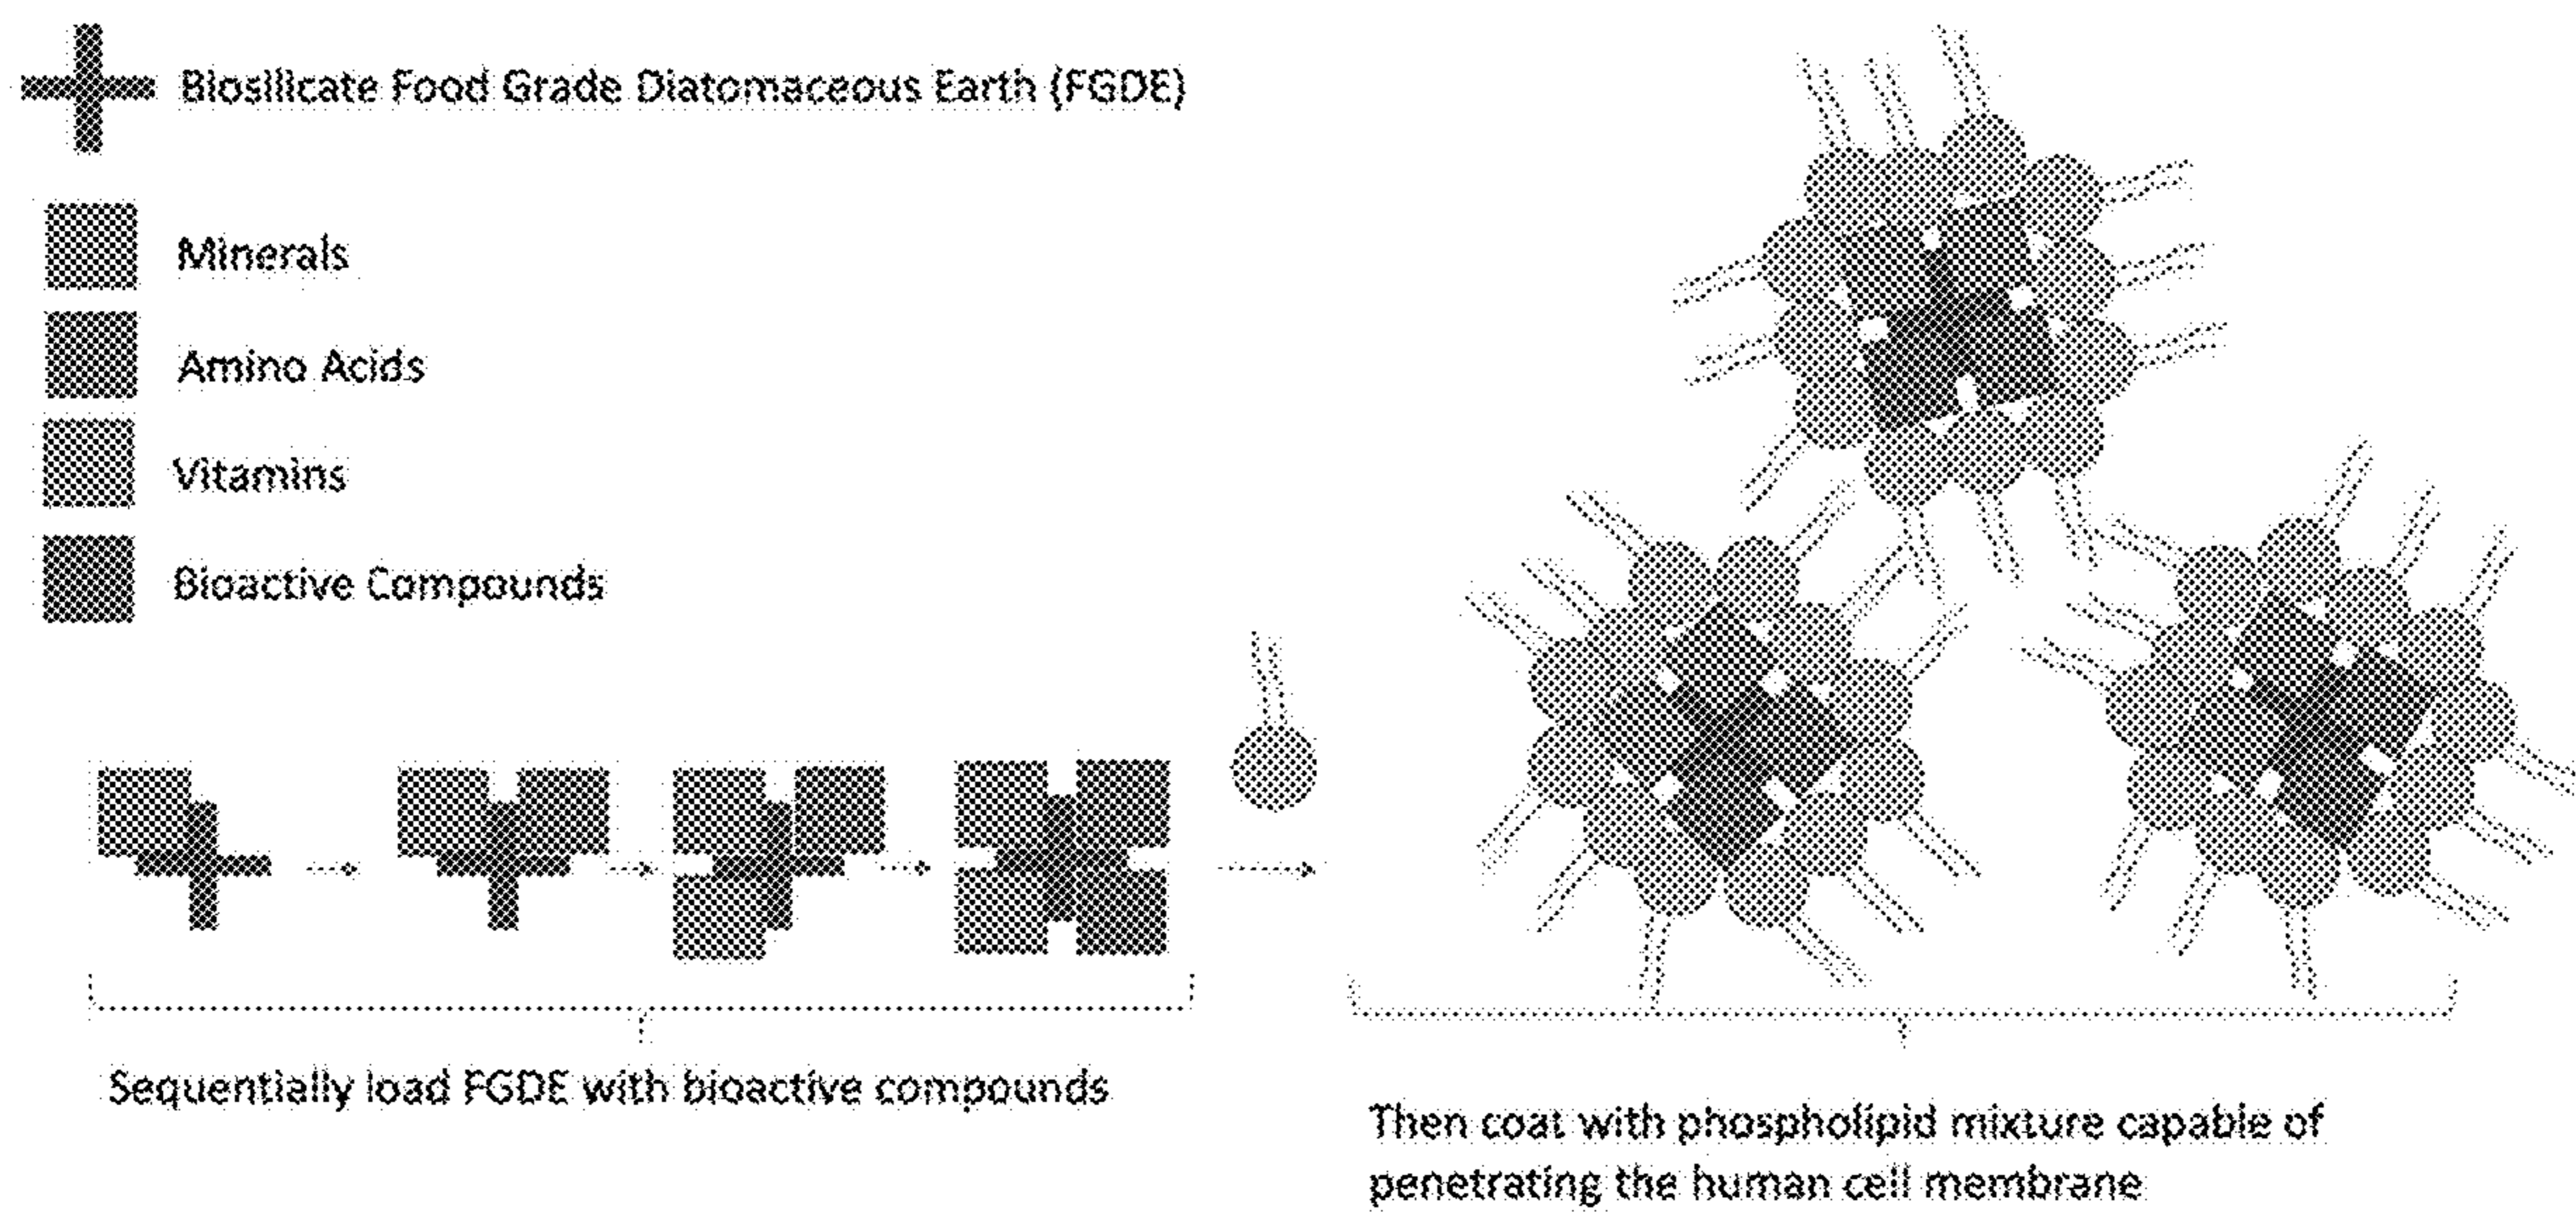 Biosilicate Food Grade Diatomaceous Earth (FGDE)
Minerals
Amino Acids
Vitamins
Bioactive Compounds
Sequentially load FGDE with bioactive compounds
Then coat with phospholipid mixture capable of
penetrating the human cell membrane